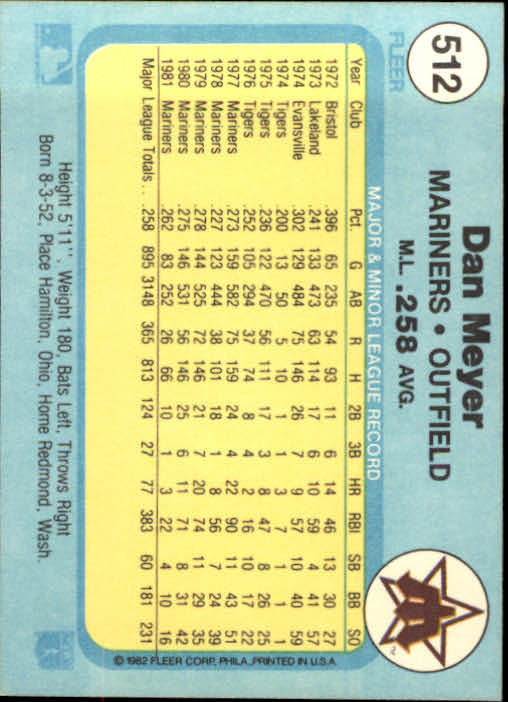 512
FLEER
Dan Meyer
MARINERS • OUTFIELD
M.L. .258 AVG.
MAJOR & MINOR LEAGUE RECORD
Year Club Pct. G AB R H 2B 3B HR RBI SB BB SO
1972 Bristol .396 65 235 54 93 11 6 14 46 13 30 27
1973 Lakeland .241 133 473 63 114 17 6 10 59 4 41 57
1974 Evansville .302 129 484 75 146 26 7 9 57 10 40 59
1974 Tigers .200 13 50 5 10 1 1 3 7 1 1 1
1975 Tigers .236 122 470 56 111 17 3 8 47 8 26 25
1976 Tigers .252 105 294 37 74 8 4 2 16 10 17 22
1977 Mariners .273 159 582 75 159 24 4 22 90 11 43 51
1978 Mariners .227 123 444 38 101 18 1 8 56 7 24 39
1979 Mariners .278 144 525 72 146 21 7 20 74 11 29 35
1980 Mariners .275 146 531 56 146 25 6 11 71 8 31 42
1981 Mariners .262 83 252 26 66 10 1 3 22 4 10 16
Major League Totals ... .258 895 3148 365 813 124 27 77 383 60 181 231
© 1982 FLEER CORP., PHILA., PRINTED IN U.S.A.
Height 5'11", Weight 180, Bats Left, Throws Right
Born 8-3-52, Place Hamilton, Ohio, Home Redmond, Wash.